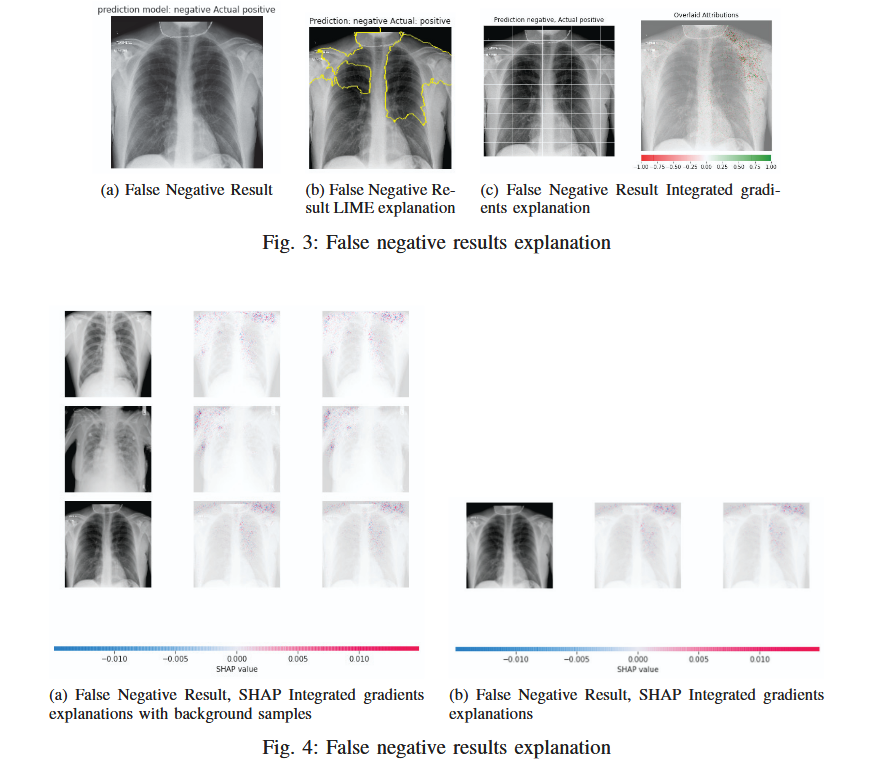 prediction model: negative Actual positive
Prediction: negative Actual: positive
Prediction negative, Actual positive
Overlaid Attributions
-1.00 -0.75 -0.50 -0.25 0.00 0.25 0.50 0.75 1.00
(a) False Negative Result
(b) False Negative Re-
sult LIME explanation
(c) False Negative Result Integrated gradi-
ents explanation
Fig. 3: False negative results explanation
−0.010 −0.005 0.000 0.005 0.010
SHAP value
−0.010 −0.005 0.000 0.005 0.010
SHAP value
(a) False Negative Result, SHAP Integrated gradients
explanations with background samples
(b) False Negative Result, SHAP Integrated gradients
explanations
Fig. 4: False negative results explanation